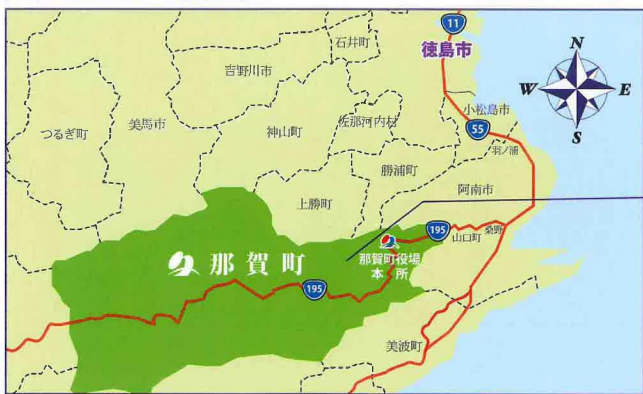 11
徳島市
石井町
吉野川市
N
W
E
S
小松島市
つるぎ町
美馬市
神山町
佐那河内村
55
羽ノ浦
勝浦町
阿南市
上勝町
195
桑野
山口町
那賀町
那賀町役場
本所
195
美波町